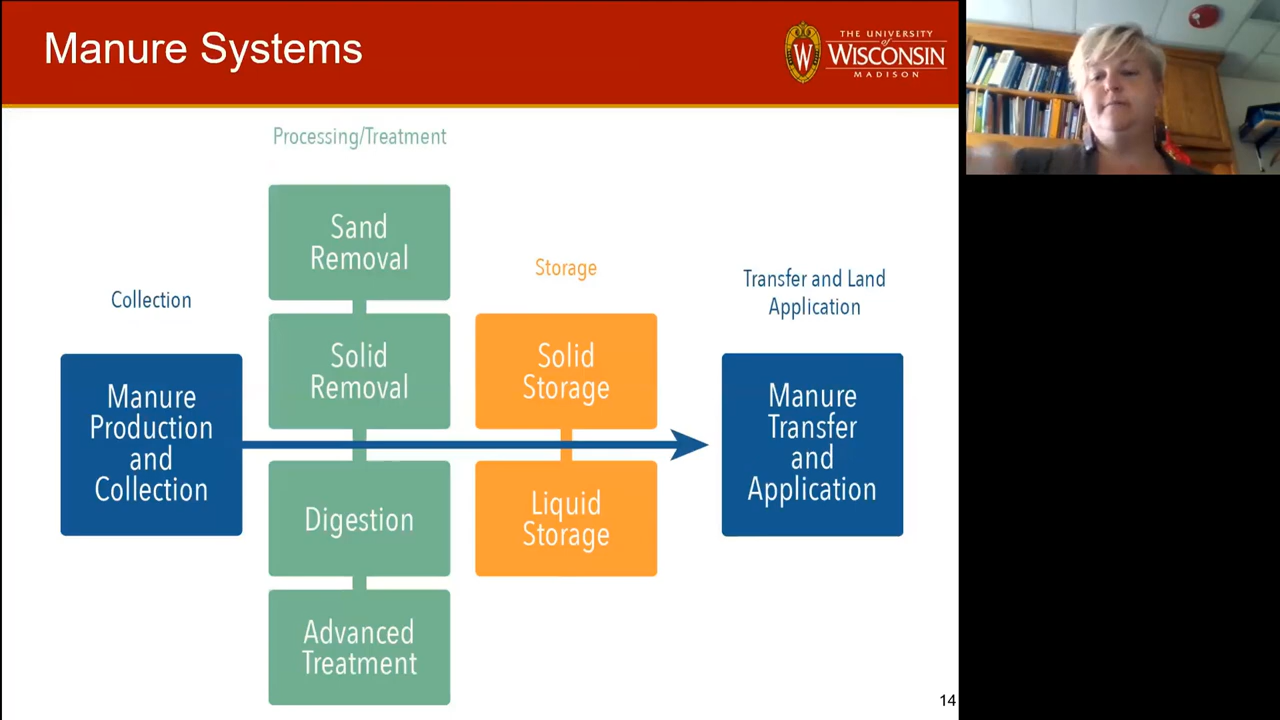 Manure Systems
THE UNIVERSITY
of
WISCONSIN
MADISON
W
Processing/Treatment
Sand
Removal
Solid
Removal
Digestion
Advanced
Treatment
Storage
Solid
Storage
Liquid
Storage
Collection
Manure
Production
and
Collection
Transfer and Land
Application
Manure
Transfer
and
Application
14